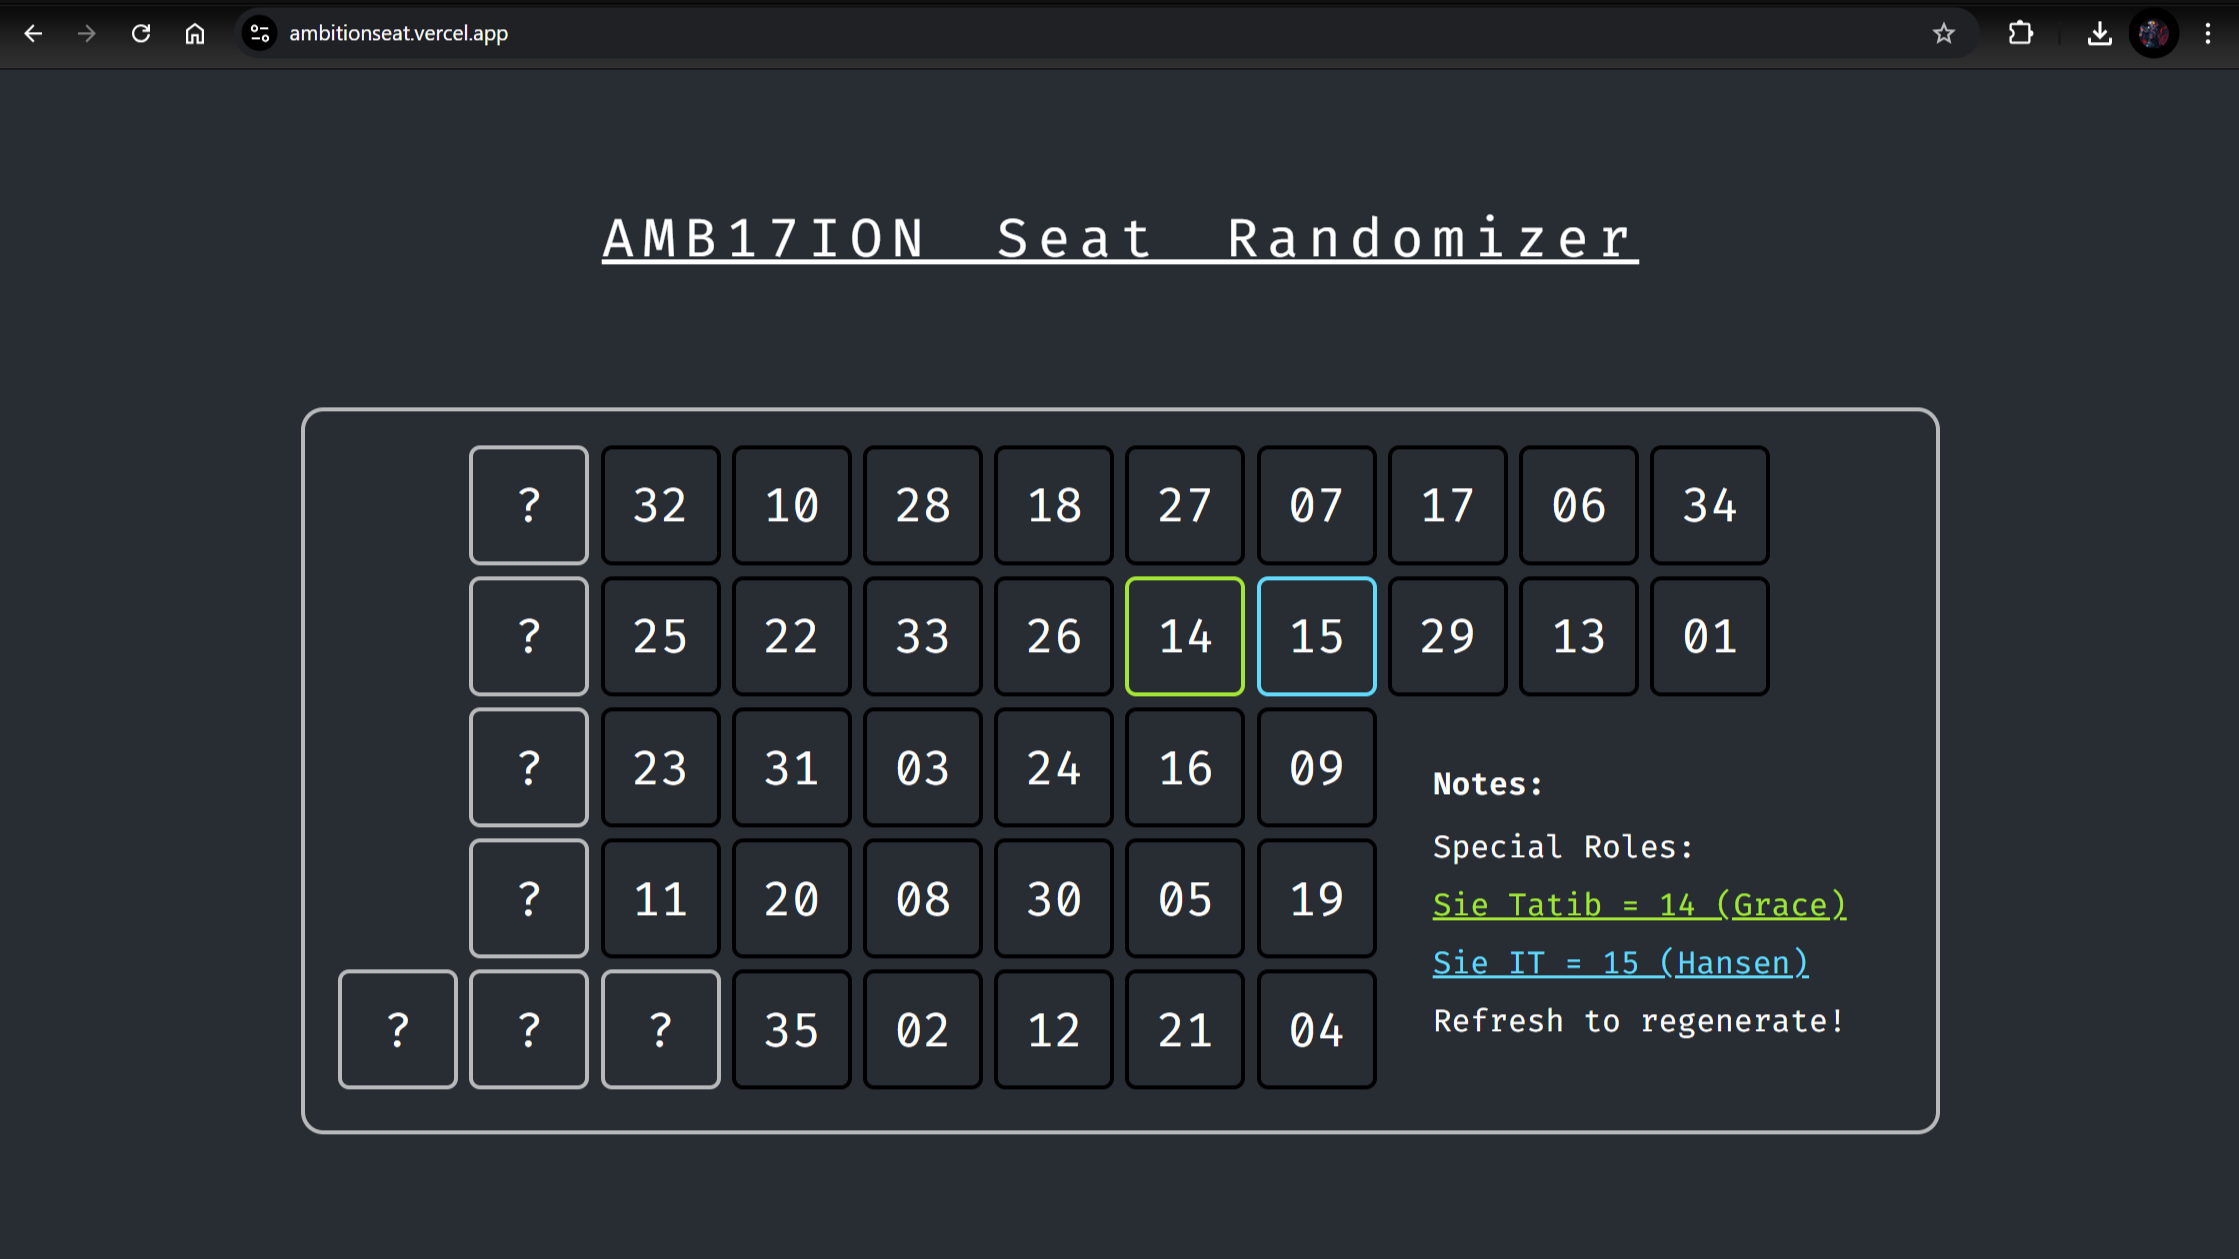 ambitionseat.vercel.app
AMB17ION Seat Randomizer
? 32 10 28 18 27 07 17 06 34
? 25 22 33 26 14 15 29 13 01
? 23 31 03 24 16 09
? 11 20 08 30 05 19
? ? ? 35 02 12 21 04
Notes:
Special Roles:
Sie Tatib = 14 (Grace)
Sie IT = 15 (Hansen)
Refresh to regenerate!